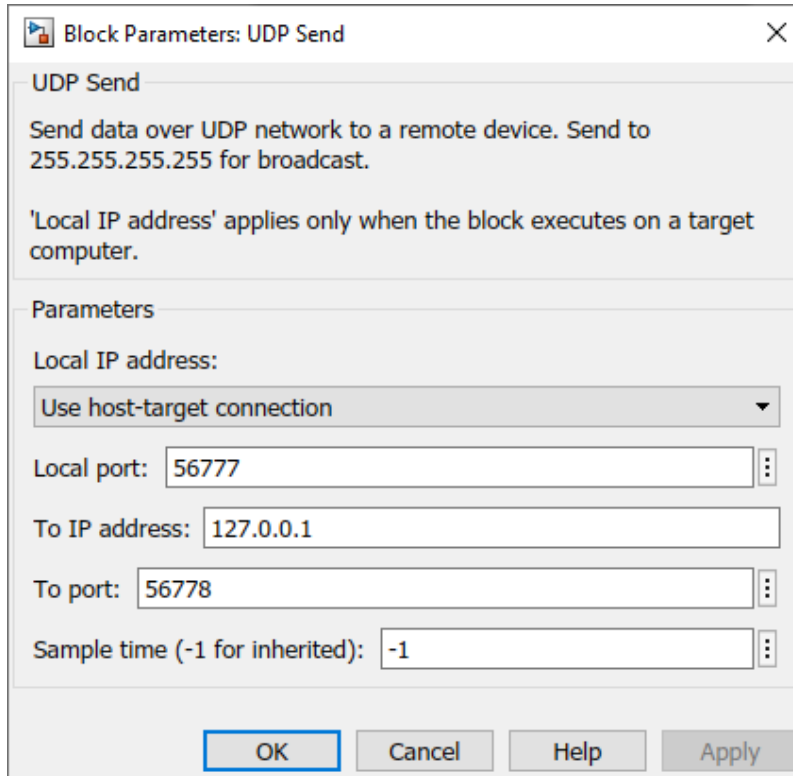 Block Parameters: UDP Send
UDP Send
Send data over UDP network to a remote device. Send to
255.255.255.255 for broadcast.
'Local IP address' applies only when the block executes on a target
computer.
Parameters
Local IP address:
Use host-target connection
Local port: 56777
To IP address: 127.0.0.1
To port: 56778
Sample time (-1 for inherited): -1
OK Cancel Help Apply